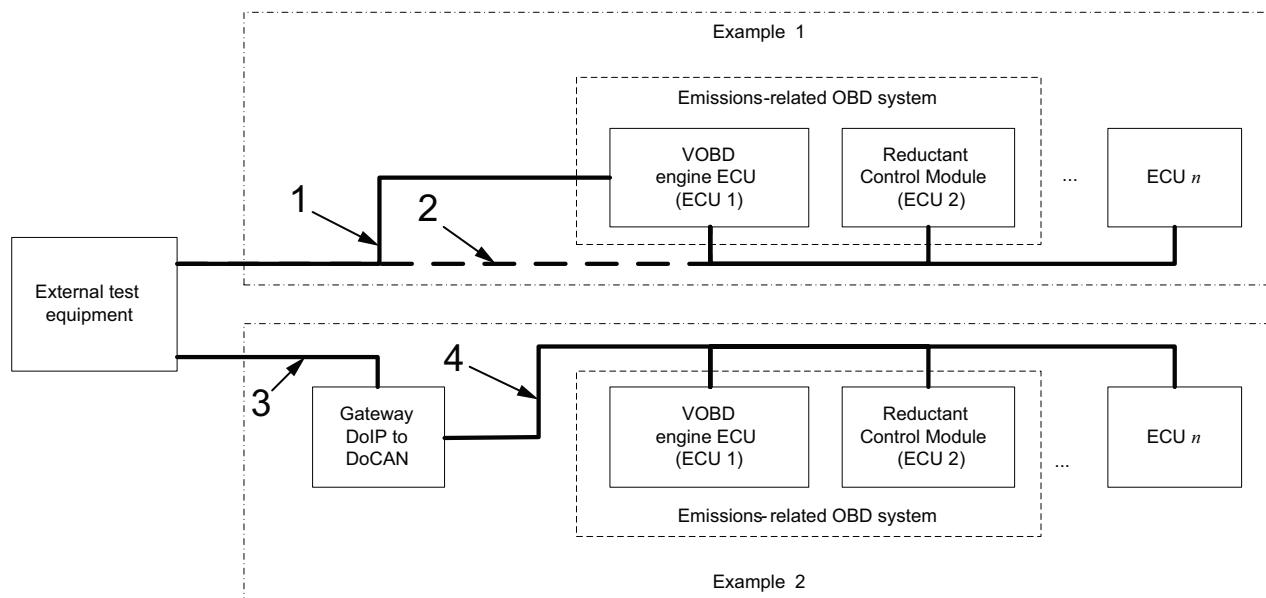 Example 1
Emissions-related OBD system
VOBD
engine ECU
(ECU 1)
Reductant
Control Module
(ECU 2)
...
ECU n
1
2
External test
equipment
3
4
Gateway
DoIP to
DoCAN
VOBD
engine ECU
(ECU 1)
Reductant
Control Module
(ECU 2)
...
ECU n
Emissions-related OBD system
Example 2